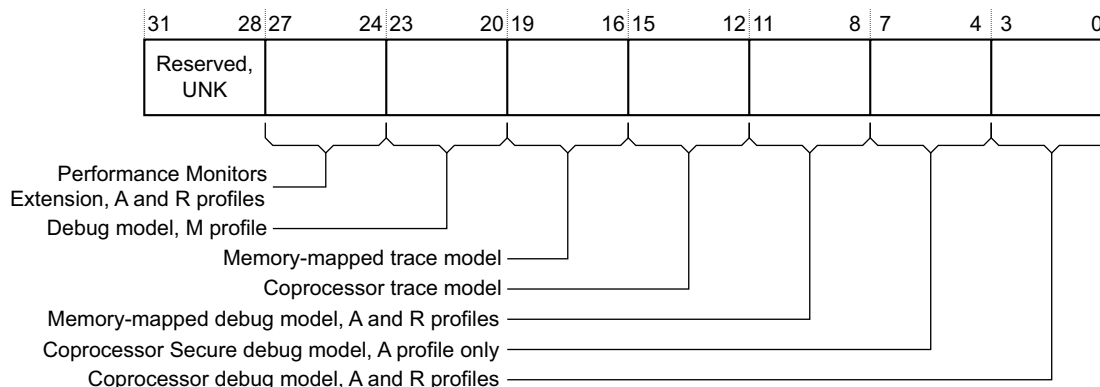 31 28 27 24 23 20 19 16 15 12 11 8 7 4 3 0
Reserved,
UNK
Performance Monitors
Extension, A and R profiles
Debug model, M profile
Memory-mapped trace model
Coprocessor trace model
Memory-mapped debug model, A and R profiles
Coprocessor Secure debug model, A profile only
Coprocessor debug model, A and R profiles